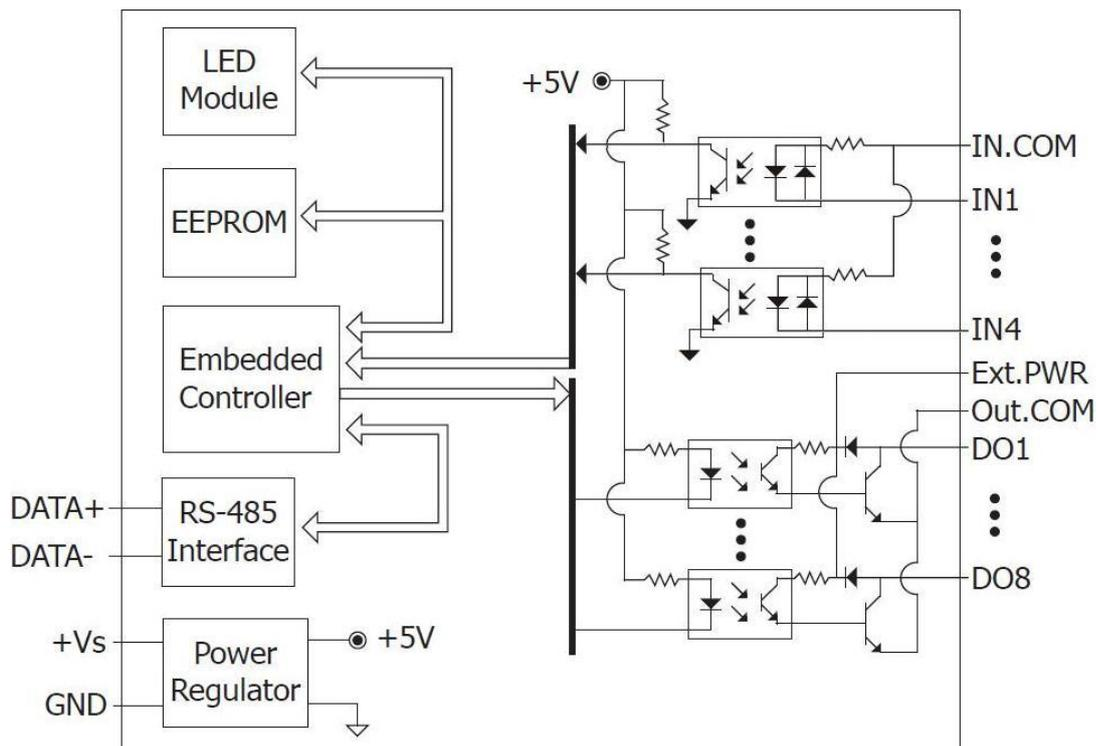 LED
Module
EEPROM
Embedded
Controller
DATA+
DATA-
RS-485
Interface
+Vs
GND
Power
Regulator
+5V
+5V
IN.COM
IN1
IN4
Ext.PWR
Out.COM
DO1
DO8